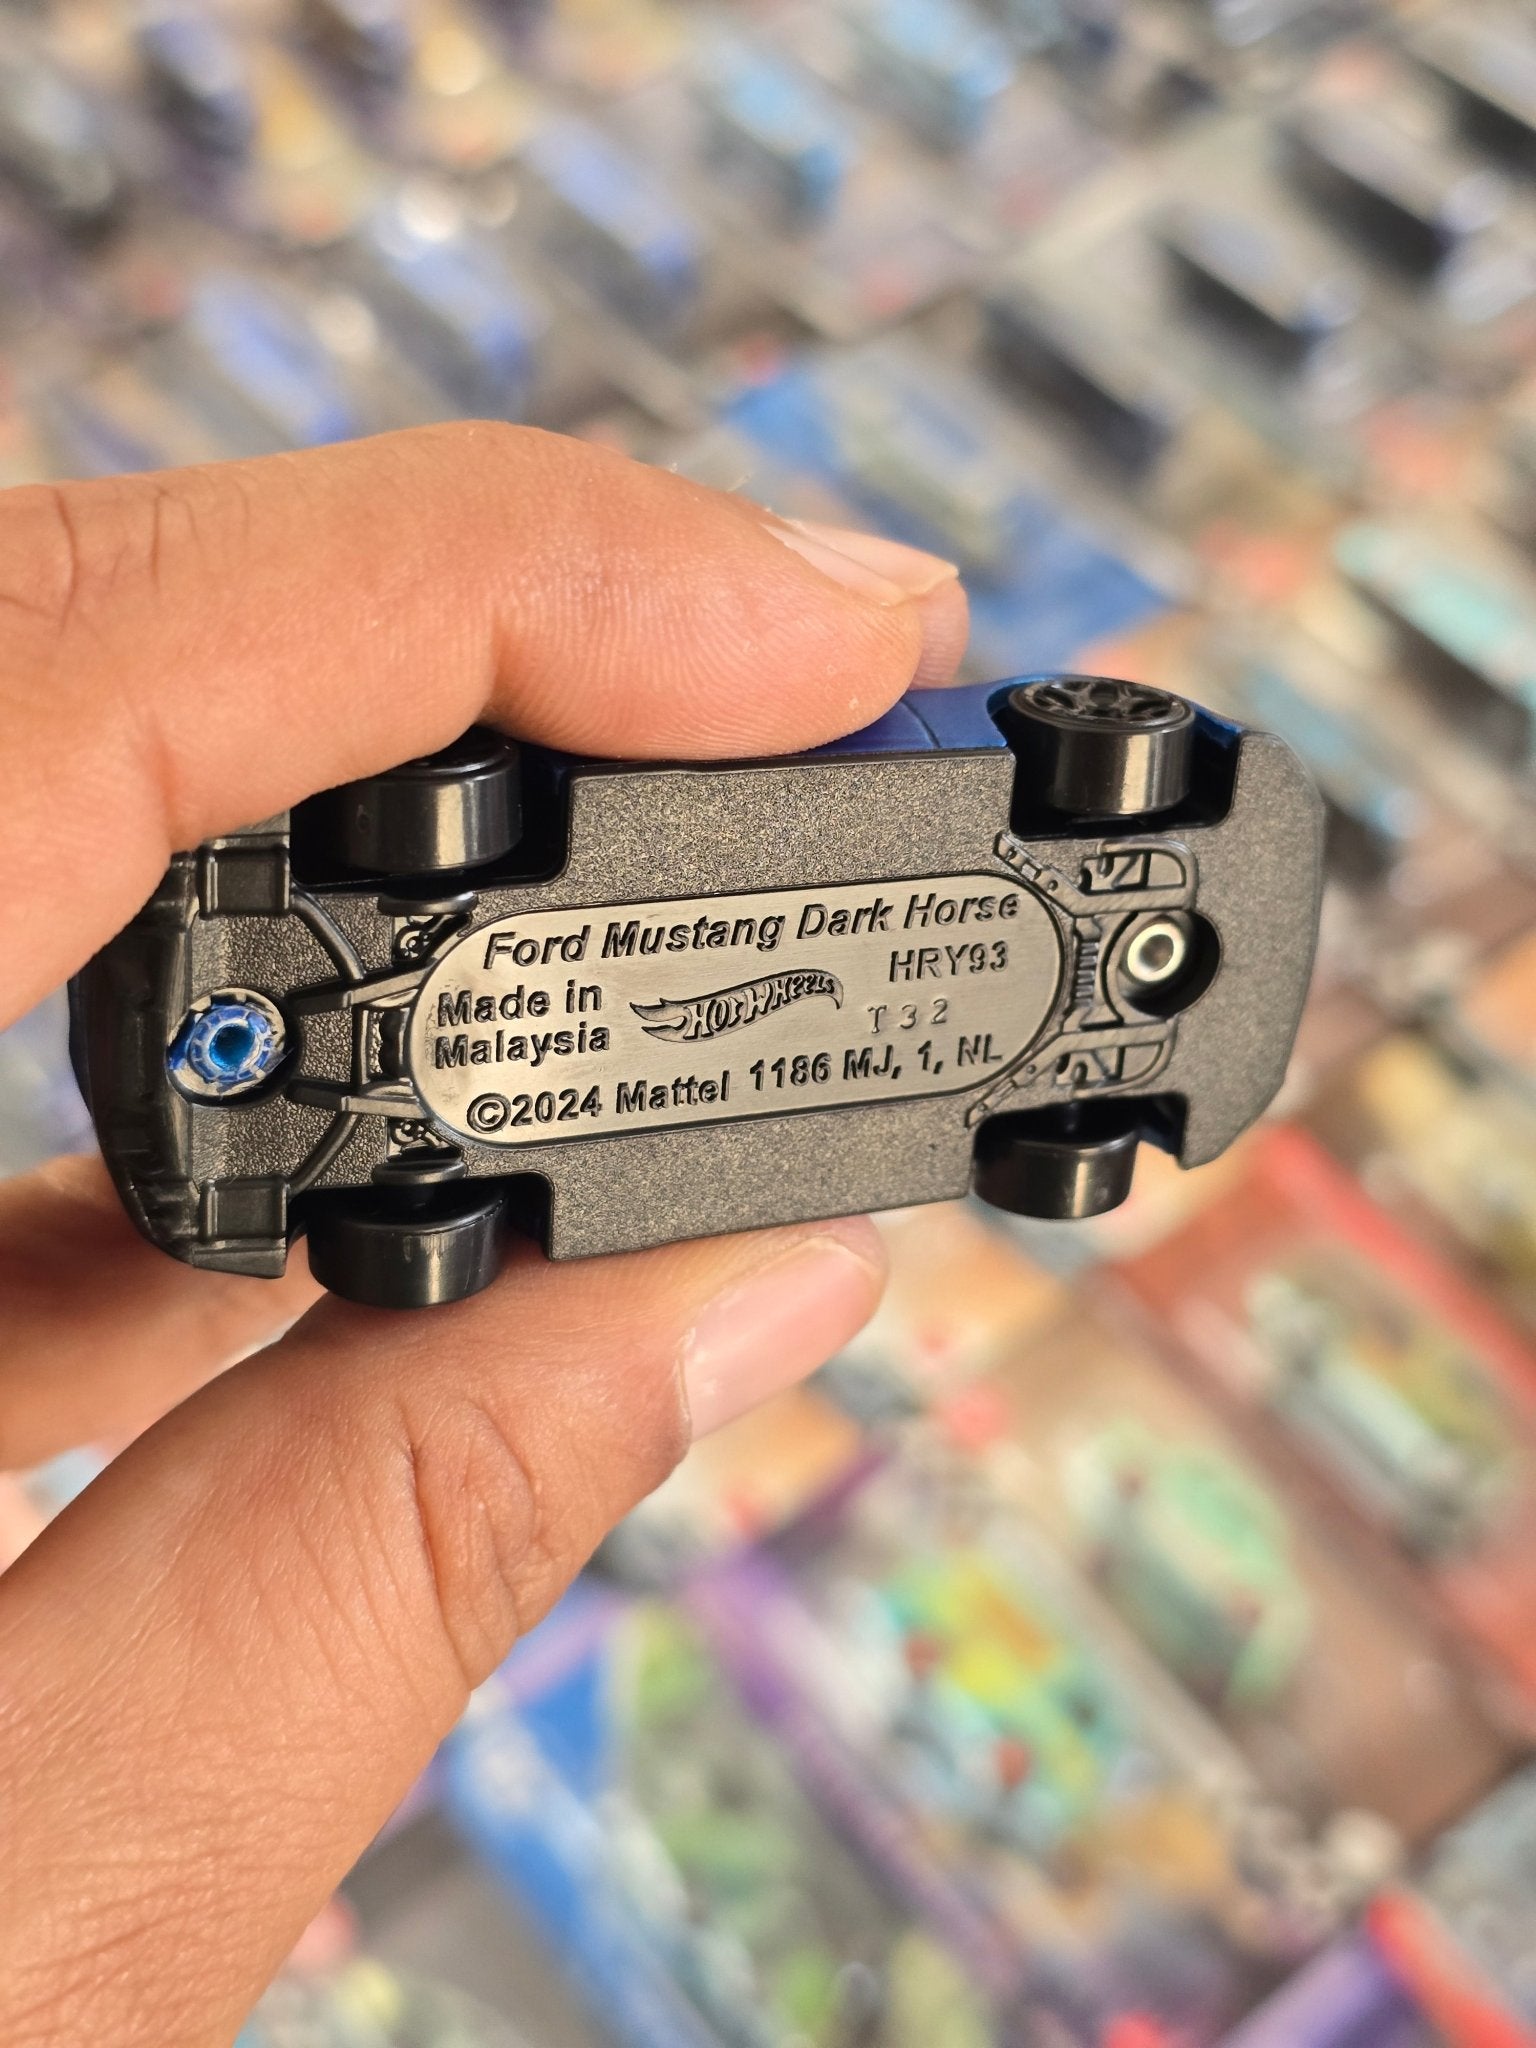 Ford Mustang Dark Horse
Made in
Malaysia
Hot Wheels
HRY93
T32
©2024 Mattel 1186 MJ, 1, NL